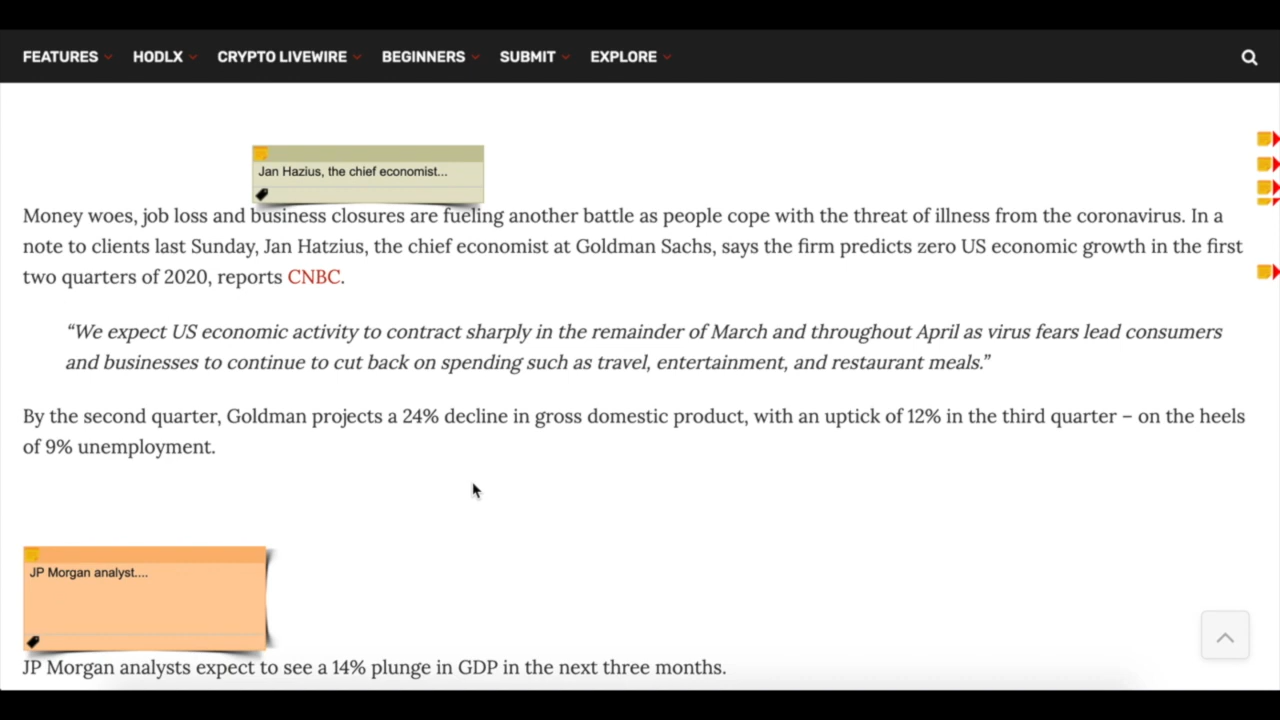 FEATURES HODLX CRYPTO LIVEWIRE BEGINNERS SUBMIT EXPLORE
Jan Hazius, the chief economist...
Money woes, job loss and business closures are fueling another battle as people cope with the threat of illness from the coronavirus. In a
note to clients last Sunday, Jan Hatzius, the chief economist at Goldman Sachs, says the firm predicts zero US economic growth in the first
two quarters of 2020, reports CNBC.
“We expect US economic activity to contract sharply in the remainder of March and throughout April as virus fears lead consumers
and businesses to continue to cut back on spending such as travel, entertainment, and restaurant meals.”
By the second quarter, Goldman projects a 24% decline in gross domestic product, with an uptick of 12% in the third quarter – on the heels
of 9% unemployment.
JP Morgan analyst....
JP Morgan analysts expect to see a 14% plunge in GDP in the next three months.